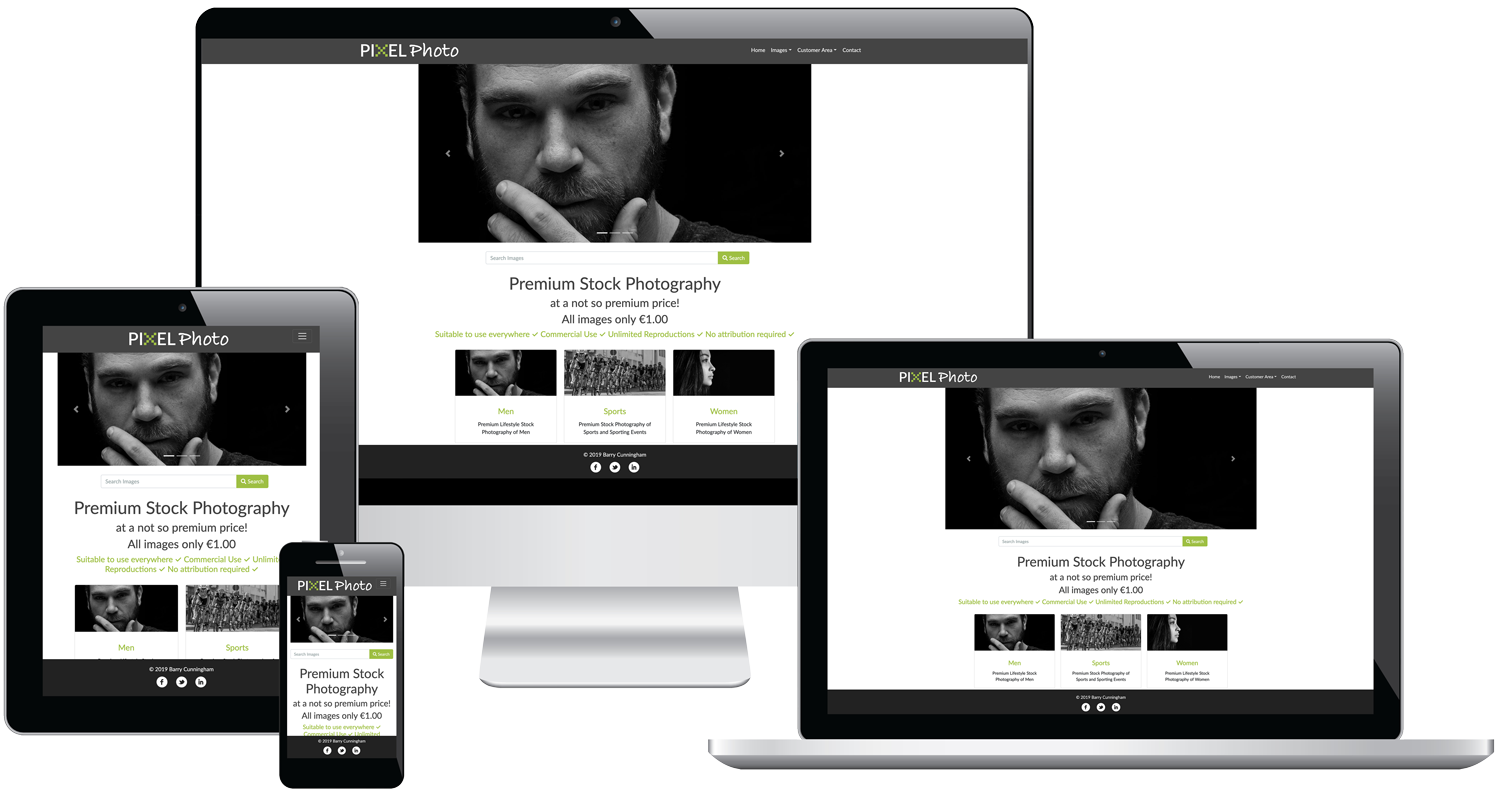 PIXEL Photo
Home Images Customer Area Contact
Search Images
Search
Premium Stock Photography
at a not so premium price!
All images only €1.00
Suitable to use everywhere ✓ Commercial Use ✓ Unlimited Reproductions ✓ No attribution required ✓
Men Sports Women
Premium Lifestyle Stock Premium Stock Photography of Premium Lifestyle Stock
Photography of Men Sports and Sporting Events Photography of Women
© 2019 Barry Cunningham
PIXEL Photo
Search Images
Search
Premium Stock Photography
at a not so premium price!
All images only €1.00
Suitable to use everywhere ✓ Commercial Use ✓ Unlimit
Reproductions ✓ No attribution required ✓
Men Sports
© 2019 Barry Cunningham
PIXEL Photo
Search Images
Search
Premium Stock
Photography
at a not so premium price!
All images only €1.00
Suitable to use everywhere ✓
Commercial Use ✓ Unlimited
© 2019 Barry Cunningham
PIXEL Photo
Home Images Customer Area Contact
Search Images
Search
Premium Stock Photography
at a not so premium price!
All images only €1.00
Suitable to use everywhere ✓ Commercial Use ✓ Unlimited Reproductions ✓ No attribution required ✓
Men Sports Women
Premium Lifestyle Stock Premium Stock Photography of Premium Lifestyle Stock
Photography of Men Sports and Sporting Events Photography of Women
© 2019 Barry Cunningham